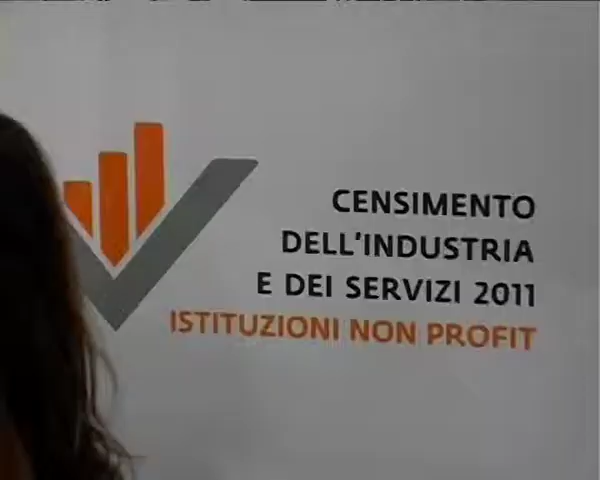 CENSIMENTO
DELL'INDUSTRIA
E DEI SERVIZI 2011
ISTITUZIONI NON PROFIT